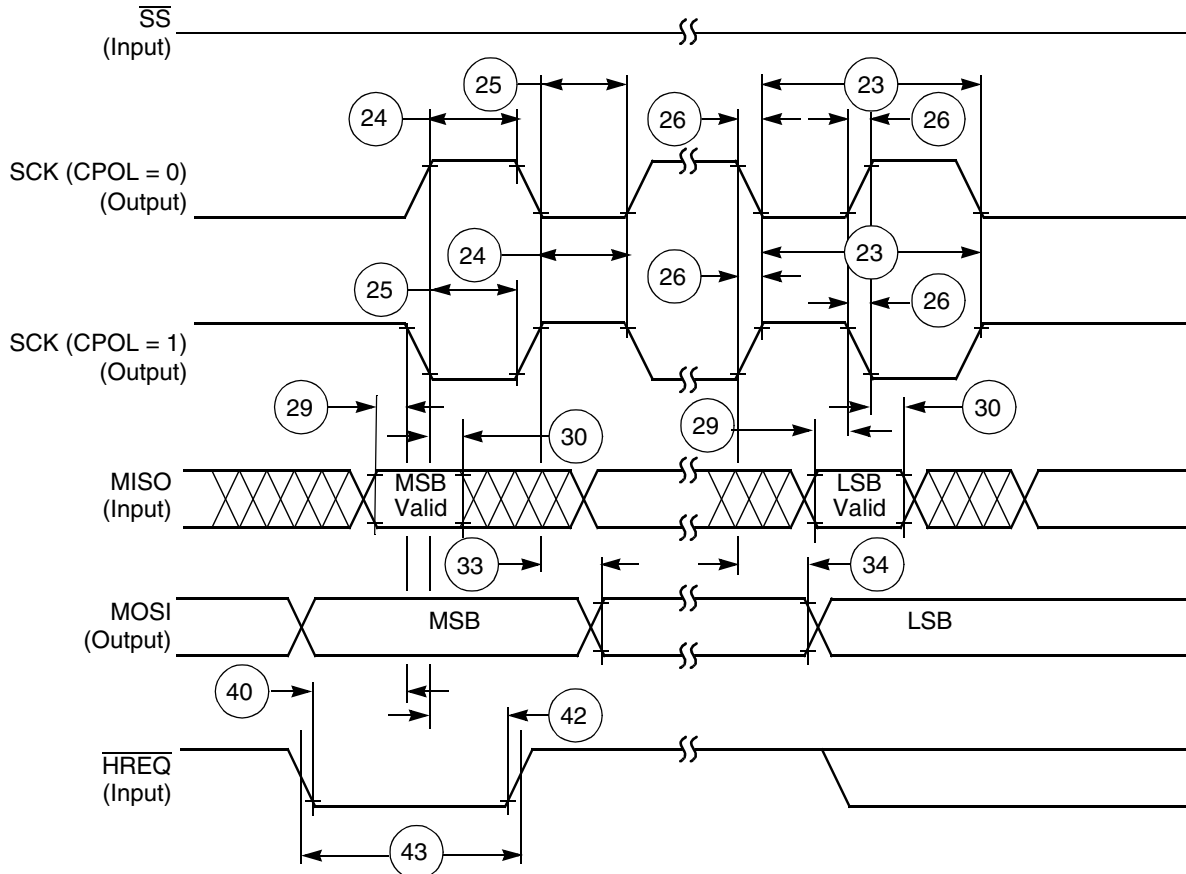 SS
(Input)
25
23
24
26
26
SCK (CPOL = 0)
(Output)
24
23
25
26
26
SCK (CPOL = 1)
(Output)
29
30
29
30
MISO
(Input)
MSB
Valid
LSB
Valid
33
34
MOSI
(Output)
MSB
LSB
40
42
HREQ
(Input)
43